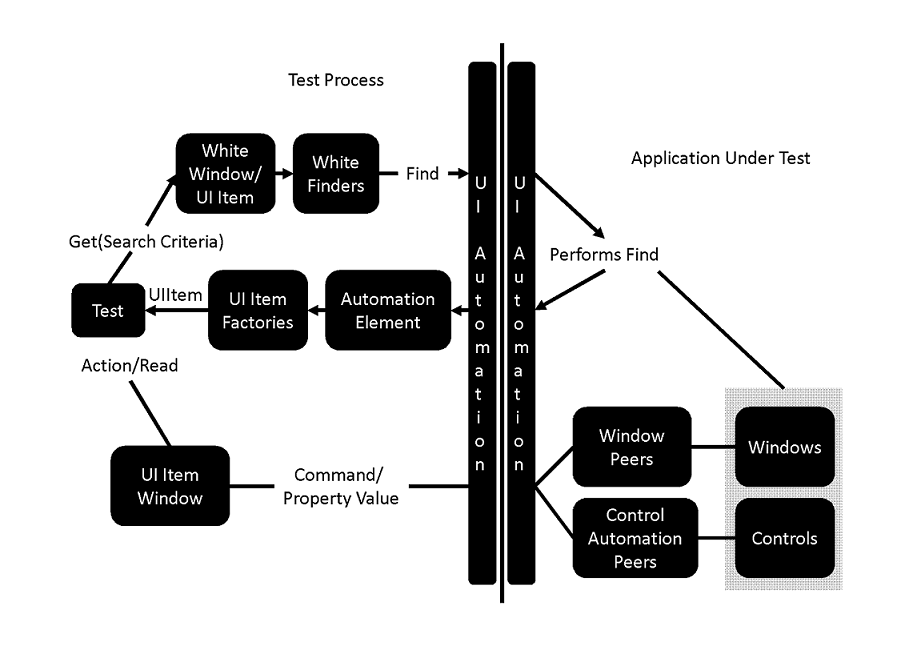 Test Process
Application Under Test
White
Window/
UI Item
White
Finders
Find
Get(Search Criteria)
Performs Find
Test
UIItem
UI Item
Factories
Automation
Element
UI Automation
UI Automation
Action/Read
UI Item
Window
Command/
Property Value
Window
Peers
Windows
Control
Automation
Peers
Controls